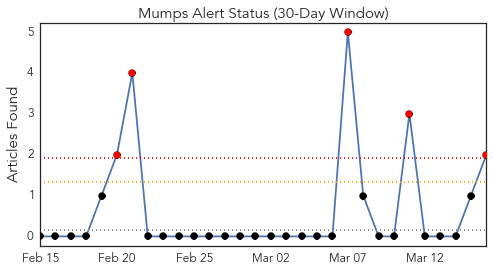 Mumps Alert Status (30-Day Window)
Articles Found
5
4
3
2
1
0
Feb 15
Feb 20
Feb 25
Mar 02
Mar 07
Mar 12